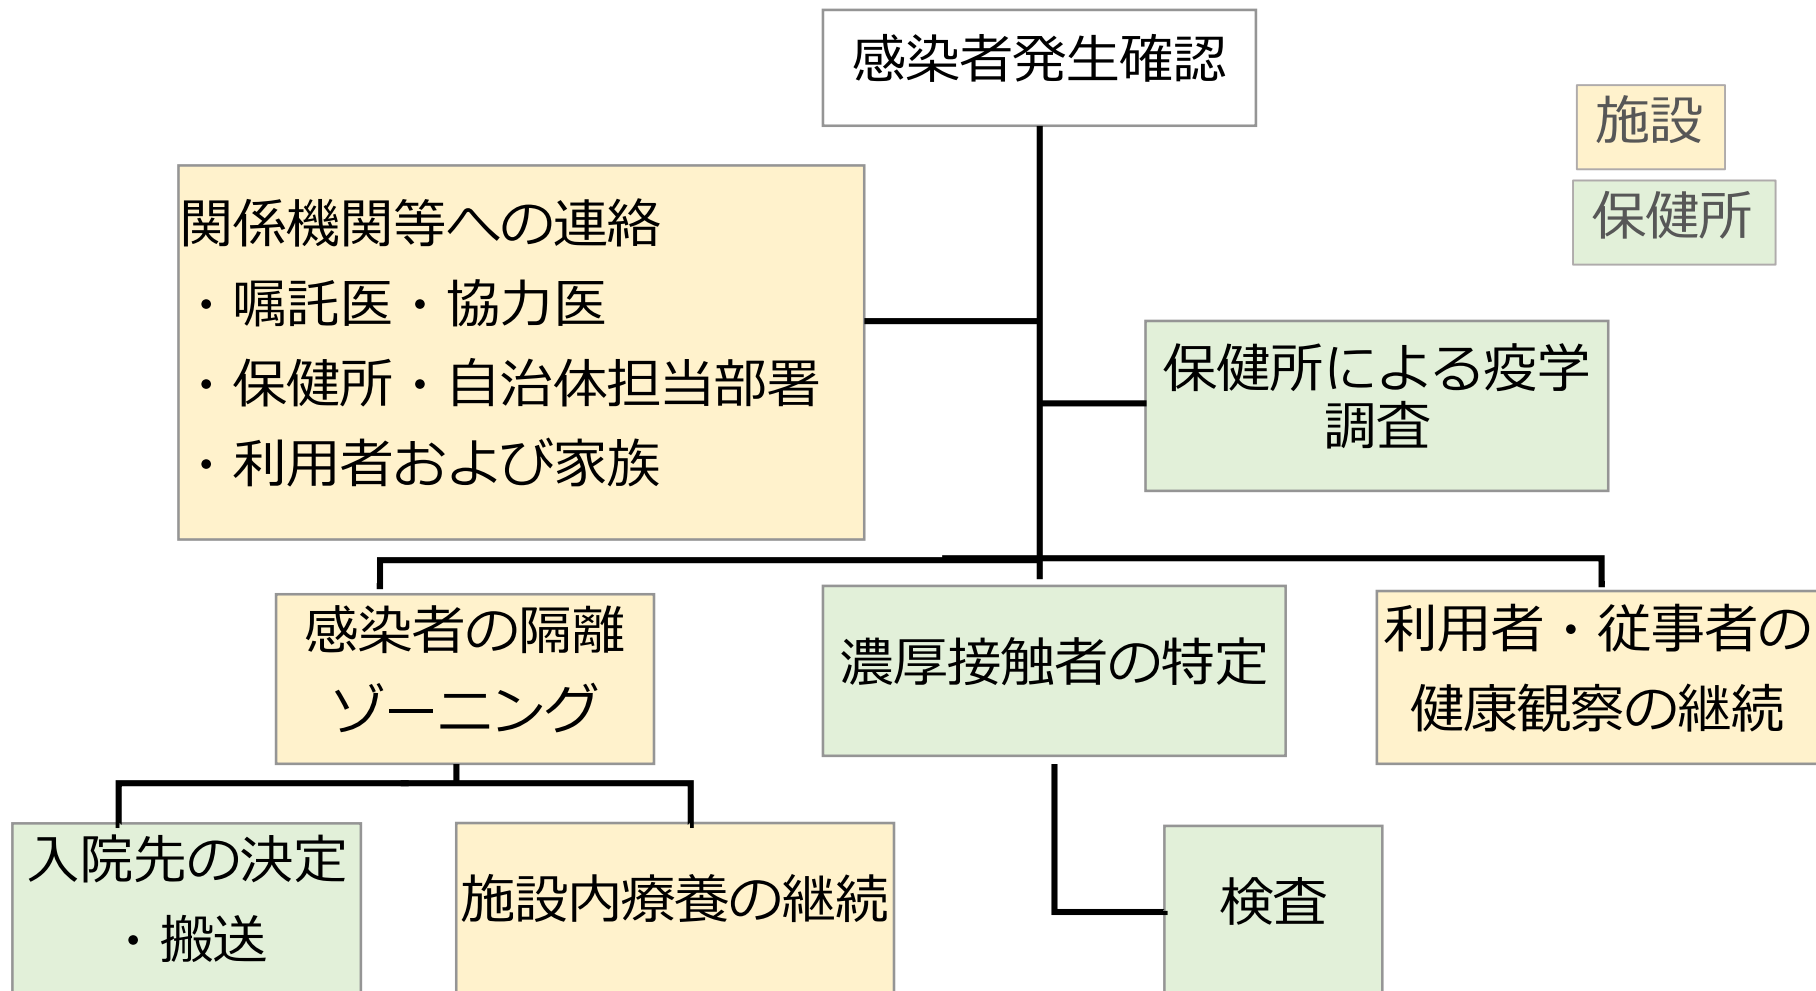 感染者発生確認
施設
保健所
関係機関等への連絡
・嘱託医・協力医
・保健所・自治体担当部署
・利用者および家族
保健所による疫学
調査
感染者の隔離
ゾーニング
濃厚接触者の特定
利用者・従事者の
健康観察の継続
入院先の決定
・搬送
施設内療養の継続
検査